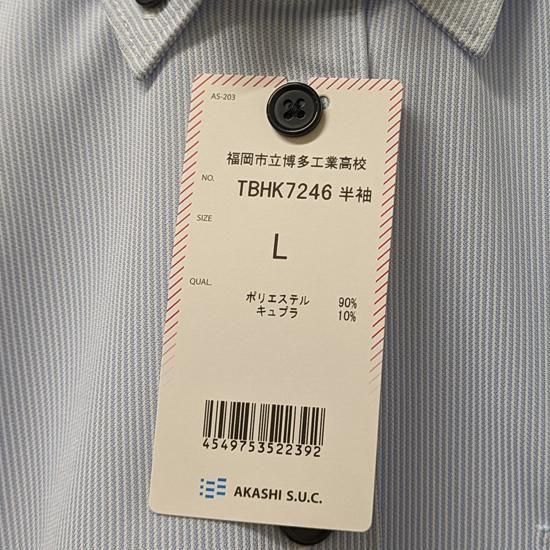 AS-203
福岡市立博多工業高校
NO. TBHK7246 半袖
SIZE
L
QUAL.
ポリエステル 90%
キュプラ 10%
4549753522392
AKASHI S.U.C.